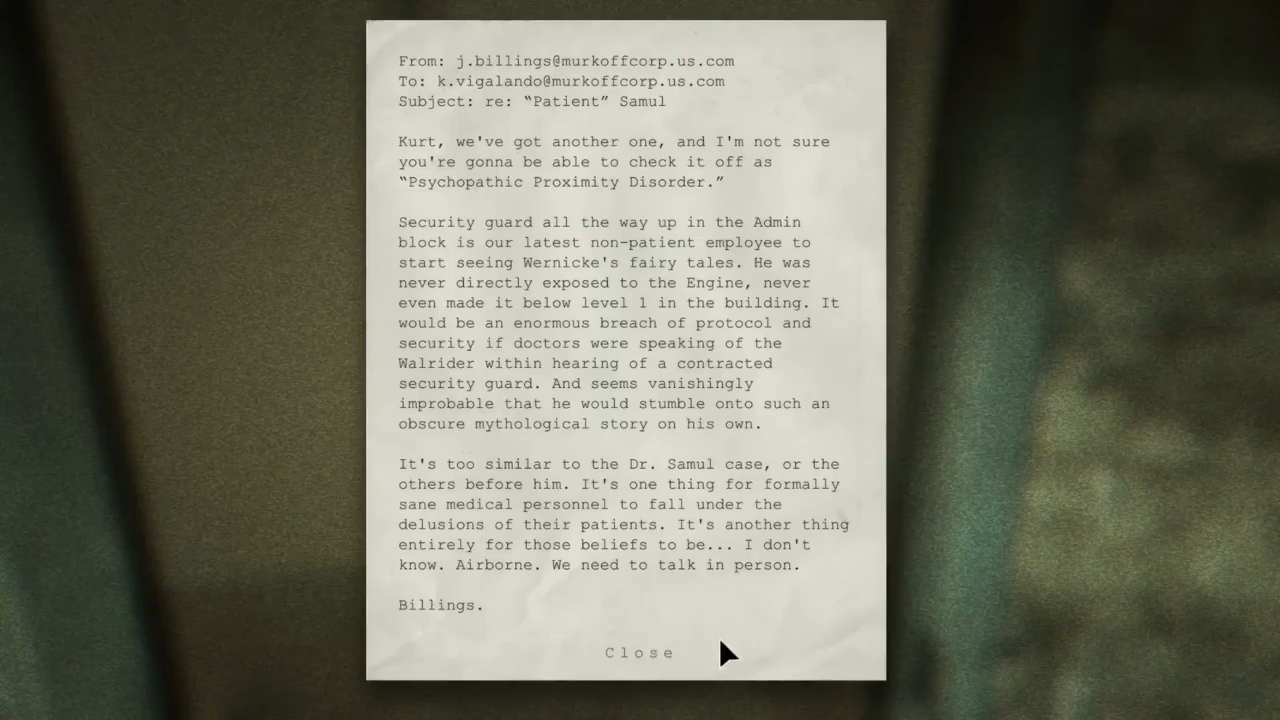 From: j.billings@murkoffcorp.us.com
To: k.vigalando@murkoffcorp.us.com
Subject: re: “Patient” Samul
Kurt, we've got another one, and I'm not sure
you're gonna be able to check it off as
“Psychopathic Proximity Disorder.”
Security guard all the way up in the Admin
block is our latest non-patient employee to
start seeing Wernicke's fairy tales. He was
never directly exposed to the Engine, never
even made it below level 1 in the building. It
would be an enormous breach of protocol and
security if doctors were speaking of the
Walrider within hearing of a contracted
security guard. And seems vanishingly
improbable that he would stumble onto such an
obscure mythological story on his own.
It's too similar to the Dr. Samul case, or the
others before him. It's one thing for formally
sane medical personnel to fall under the
delusions of their patients. It's another thing
entirely for those beliefs to be... I don't
know. Airborne. We need to talk in person.
Billings.
Close